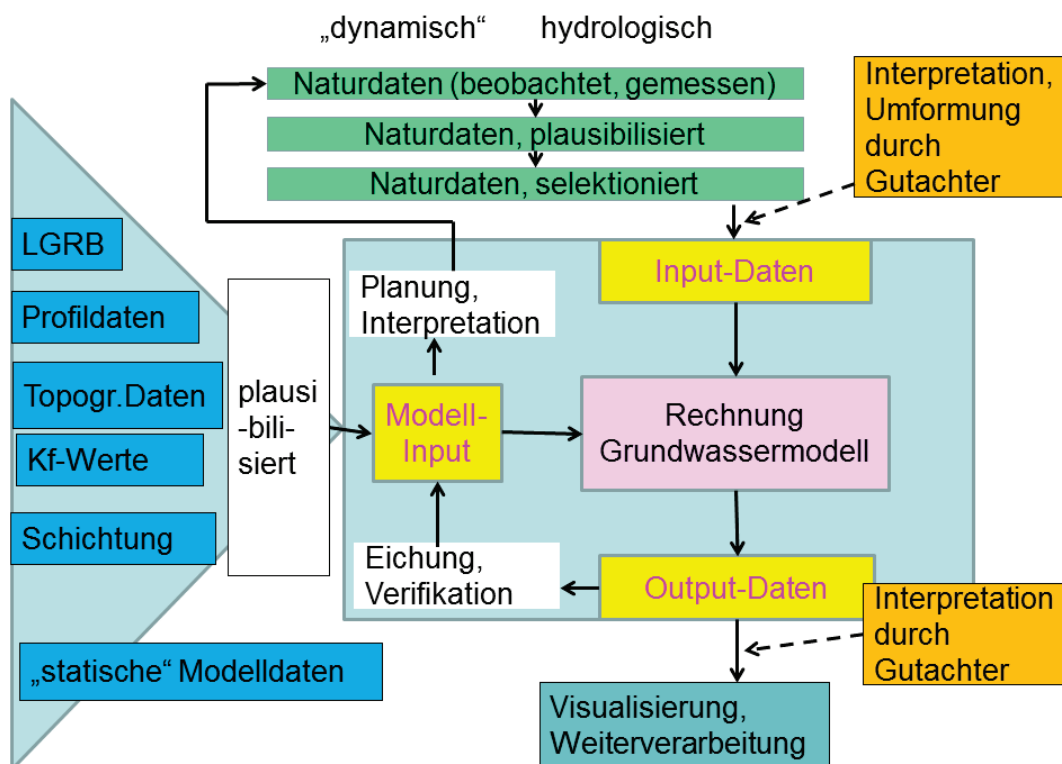 „dynamisch“ hydrologisch
Naturdaten (beobachtet, gemessen)
Naturdaten, plausibilisiert
Naturdaten, selektioniert
Interpretation,
Umformung
durch
Gutachter
LGRB
Profildaten
Topogr.Daten
Kf-Werte
Schichtung
„statische“ Modelldaten
plausi
-bili-
siert
Planung,
Interpretation
Input-Daten
Modell-
Input
Rechnung
Grundwassermodell
Eichung,
Verifikation
Output-Daten
Interpretation
durch
Gutachter
Visualisierung,
Weiterverarbeitung